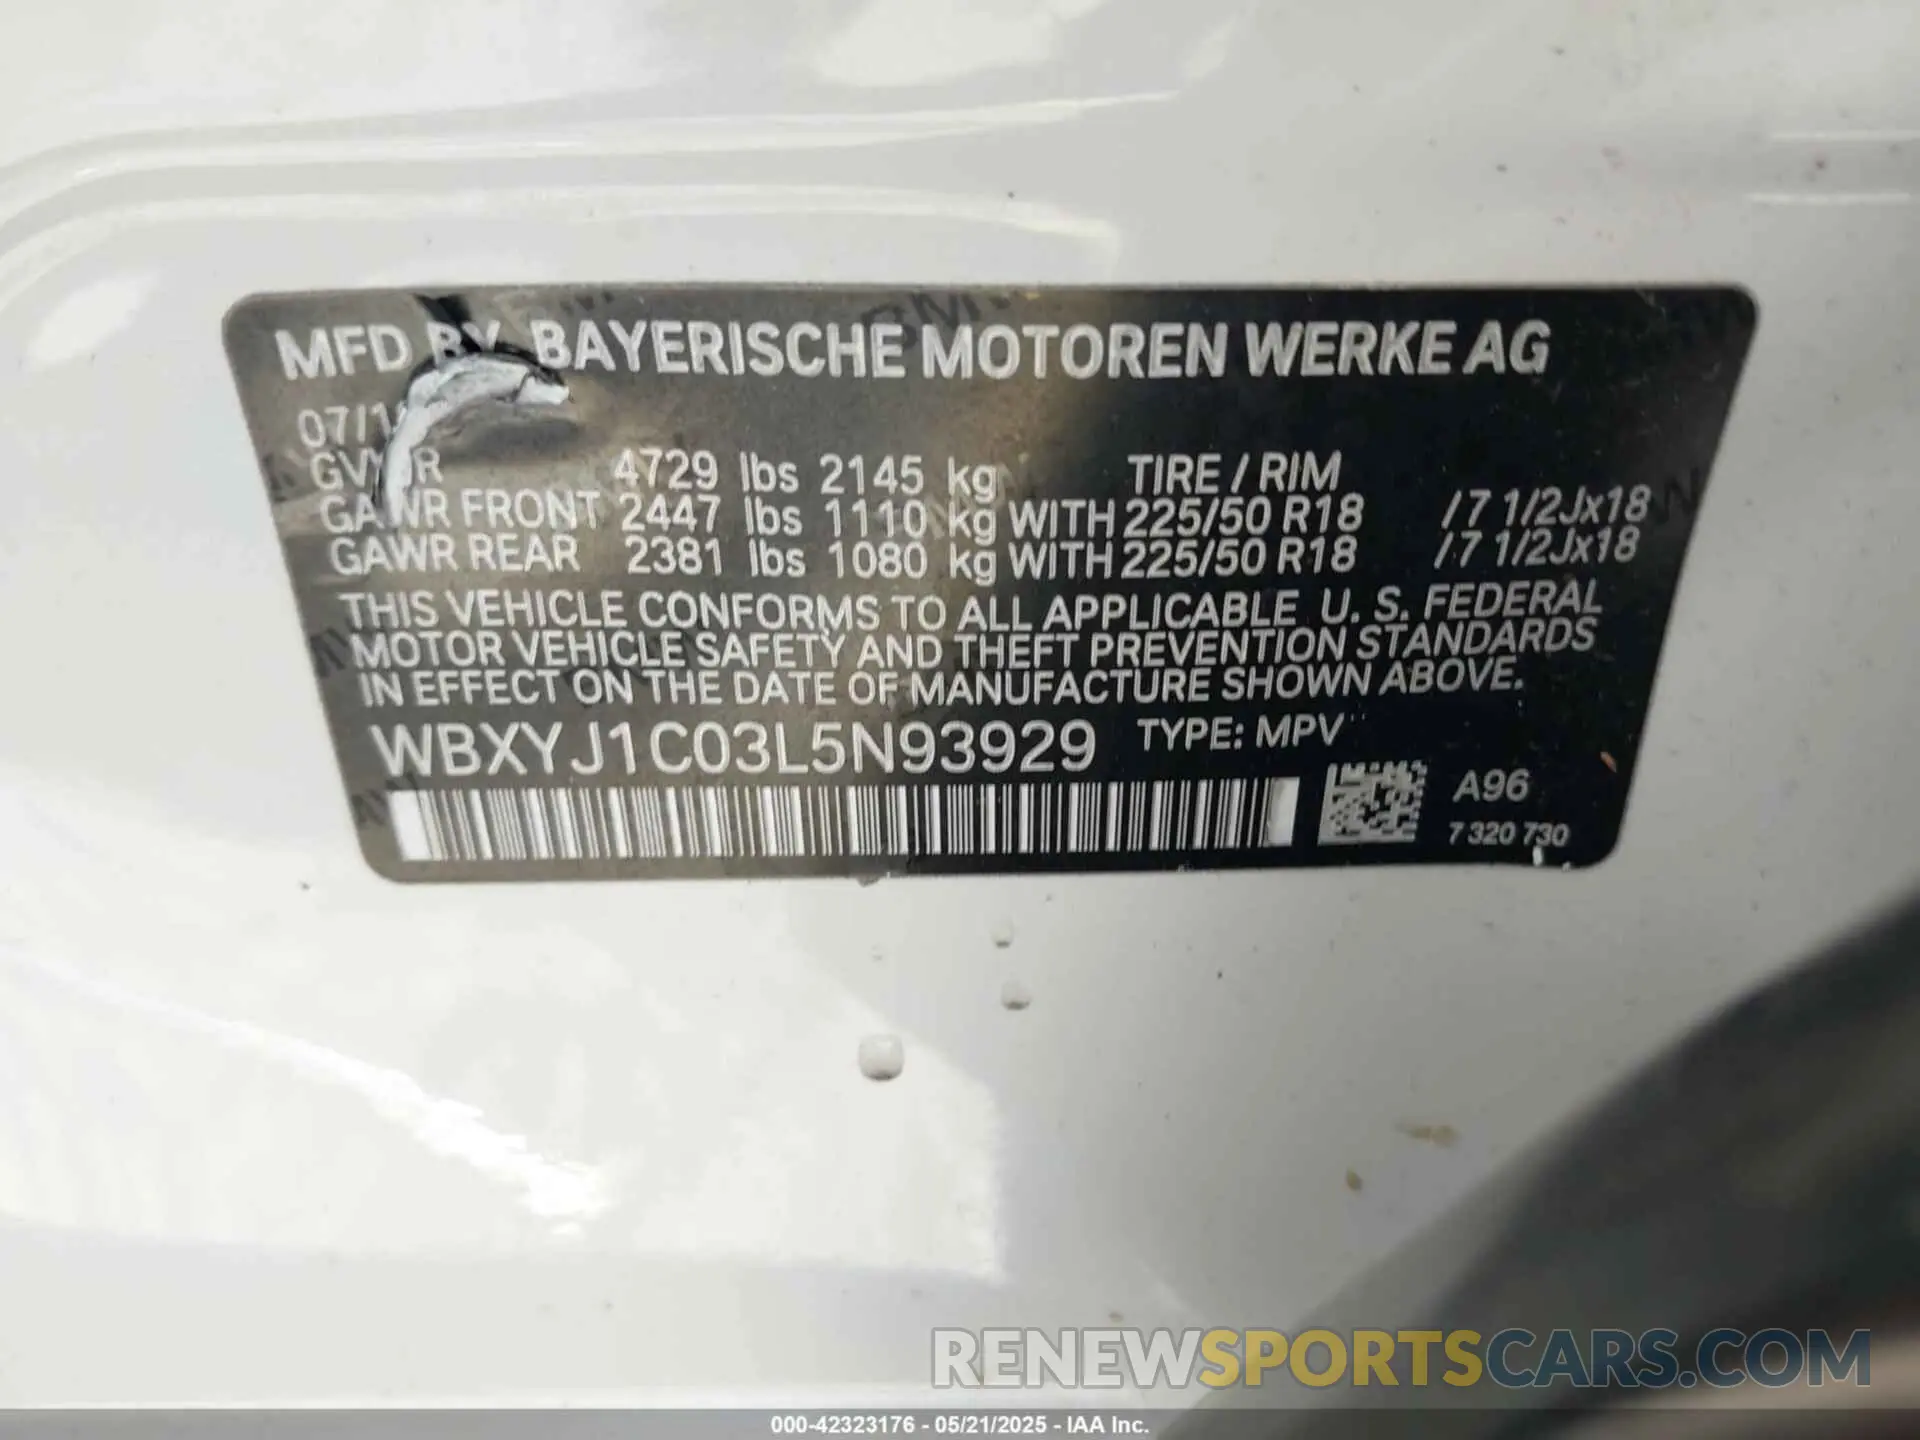 MFD BY BAYERISCHE MOTOREN WERKE AG
07/1
GVWR 4729 lbs 2145 kg TIRE / RIM
GAWR FRONT 2447 lbs 1110 kg WITH 225/50 R18 /7 1/2Jx18
GAWR REAR 2381 lbs 1080 kg WITH 225/50 R18 /7 1/2Jx18
THIS VEHICLE CONFORMS TO ALL APPLICABLE U. S. FEDERAL
MOTOR VEHICLE SAFETY AND THEFT PREVENTION STANDARDS
IN EFFECT ON THE DATE OF MANUFACTURE SHOWN ABOVE.
WBXYJ1C03L5N93929 TYPE: MPV
A96
7 320 730
RENEWSPORTSCARS.COM
000-42323176 - 05/21/2025 - IAA Inc.